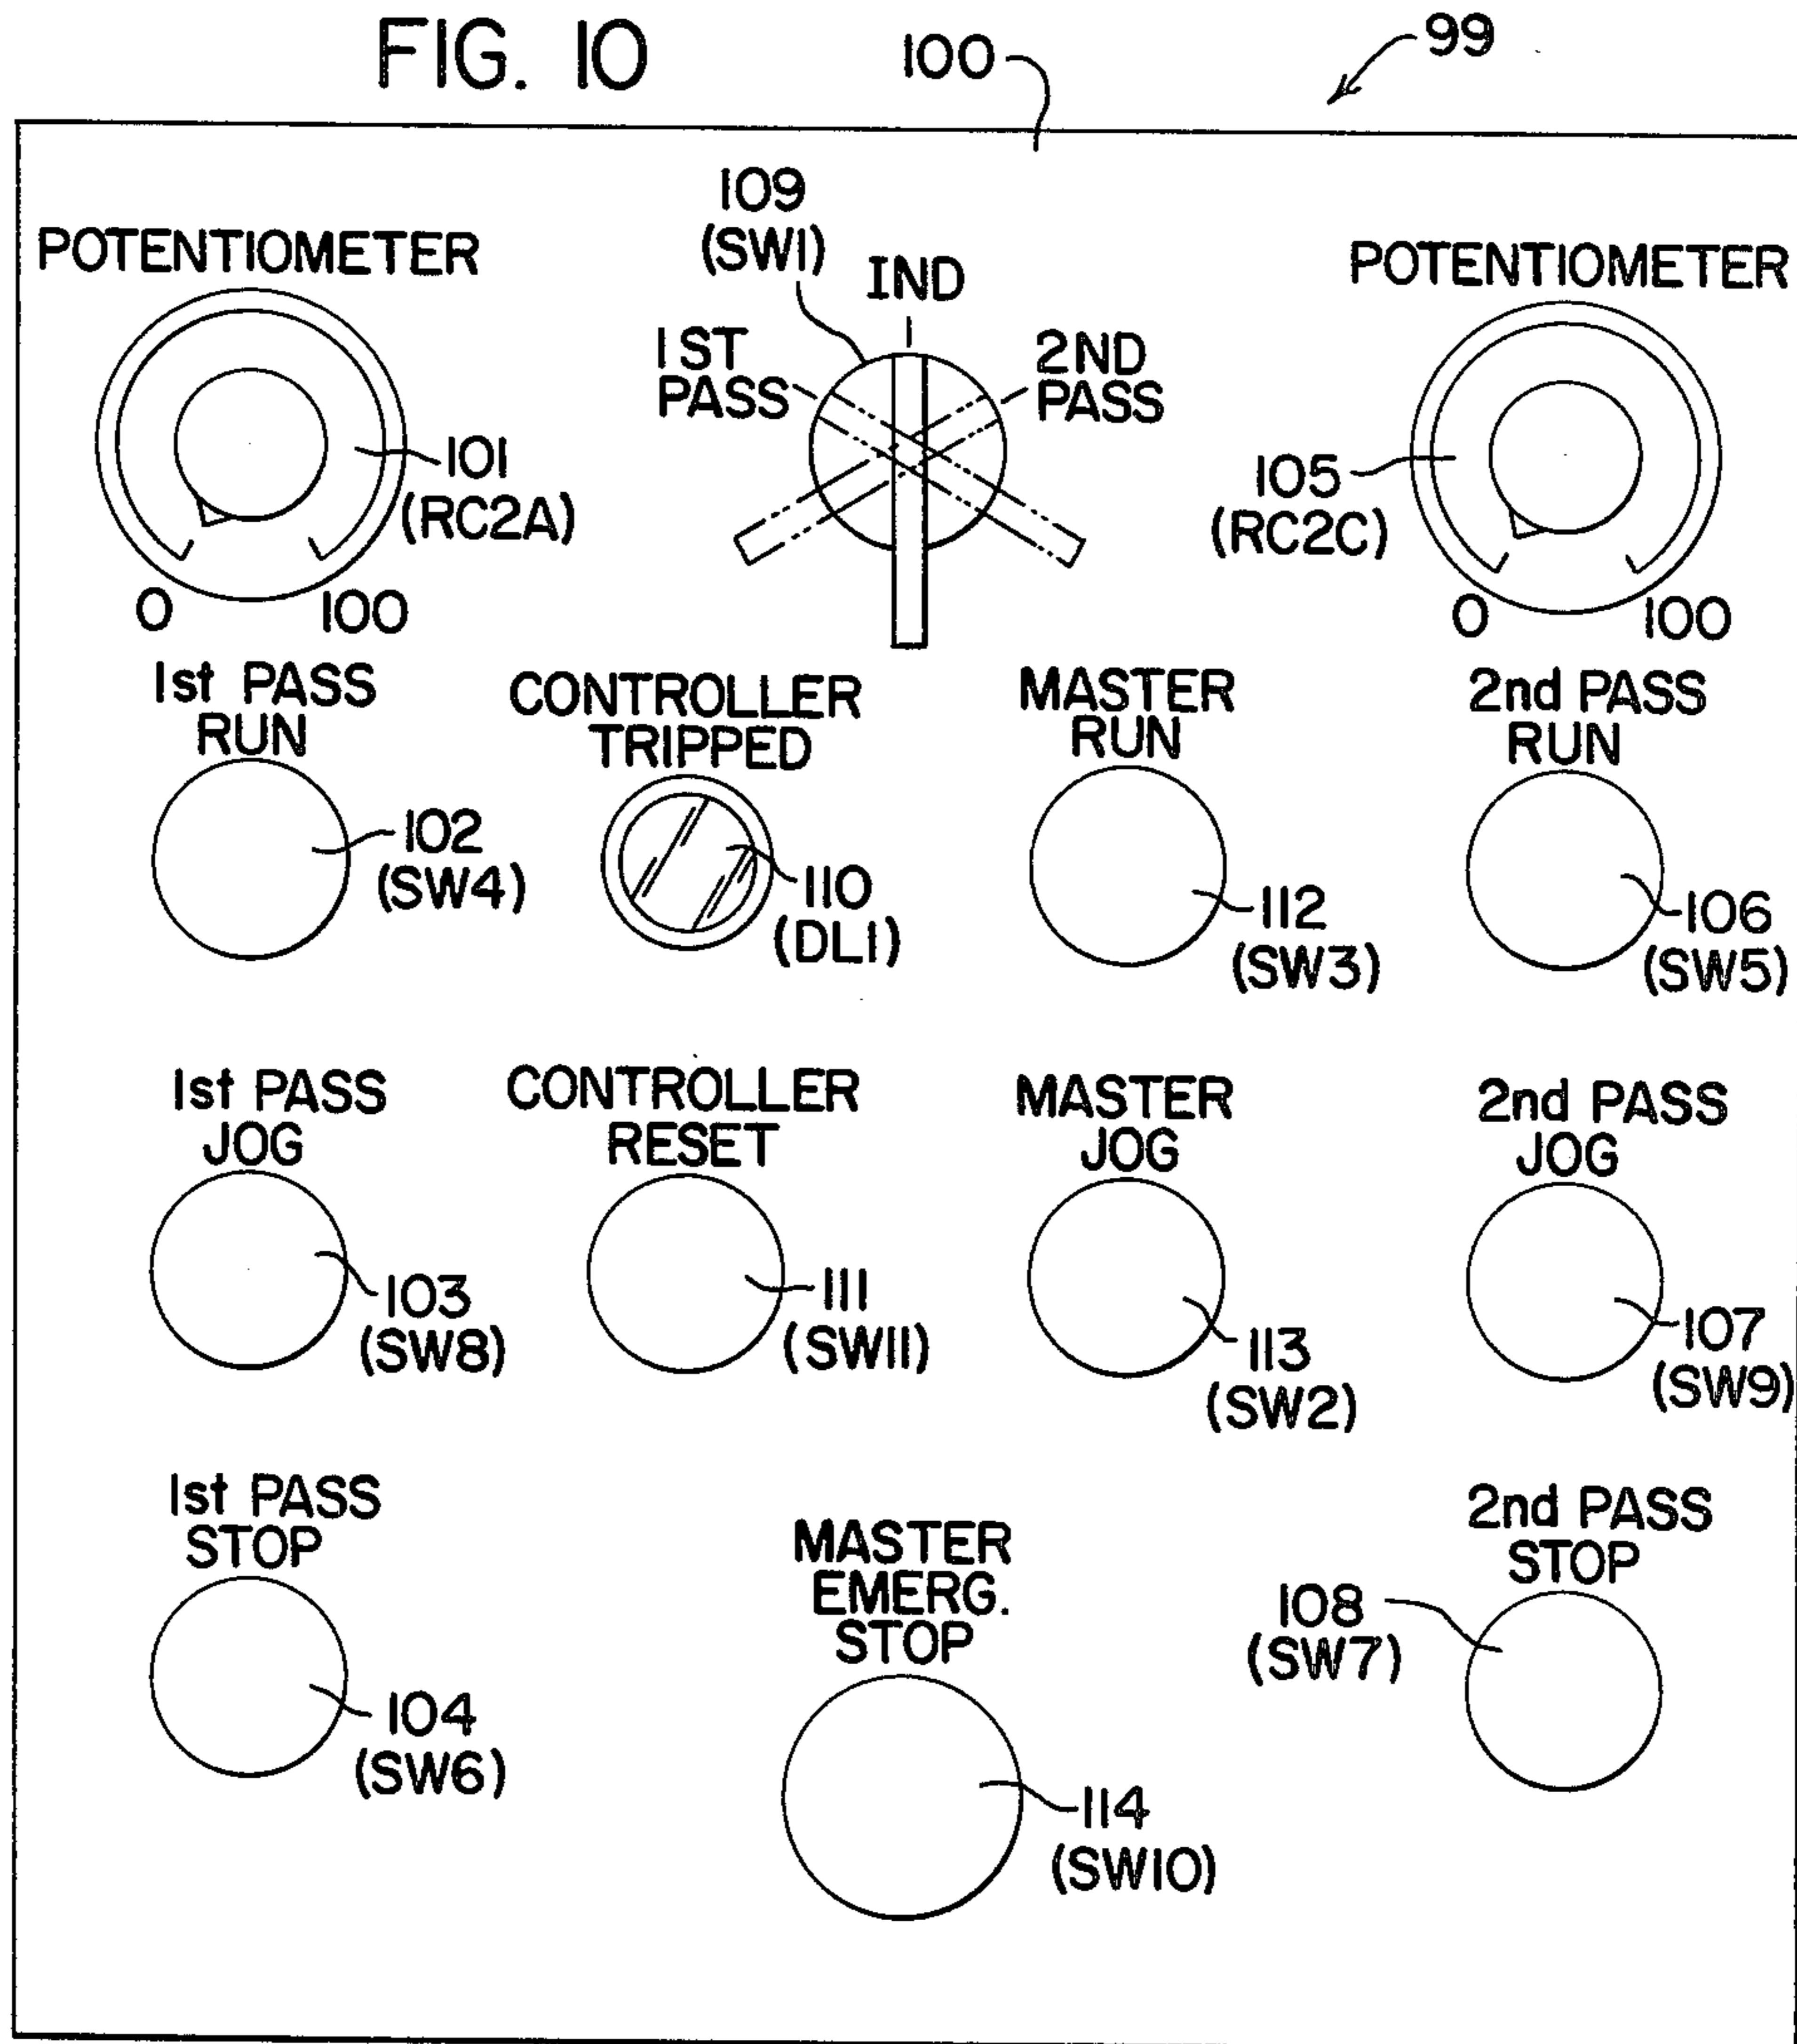 FIG. 10
100
99
109
(SW1)
POTENTIOMETER
IND
POTENTIOMETER
1ST
PASS
2ND
PASS
101
(RC2A)
105
(RC2C)
0
100
0
100
1st PASS
RUN
CONTROLLER
TRIPPED
MASTER
RUN
2nd PASS
RUN
102
(SW4)
110
(DL1)
112
(SW3)
106
(SW5)
1st PASS
JOG
CONTROLLER
RESET
MASTER
JOG
2nd PASS
JOG
103
(SW8)
111
(SW11)
113
(SW2)
107
(SW9)
1st PASS
STOP
MASTER
EMERG.
STOP
2nd PASS
STOP
108
(SW7)
104
(SW6)
114
(SW10)